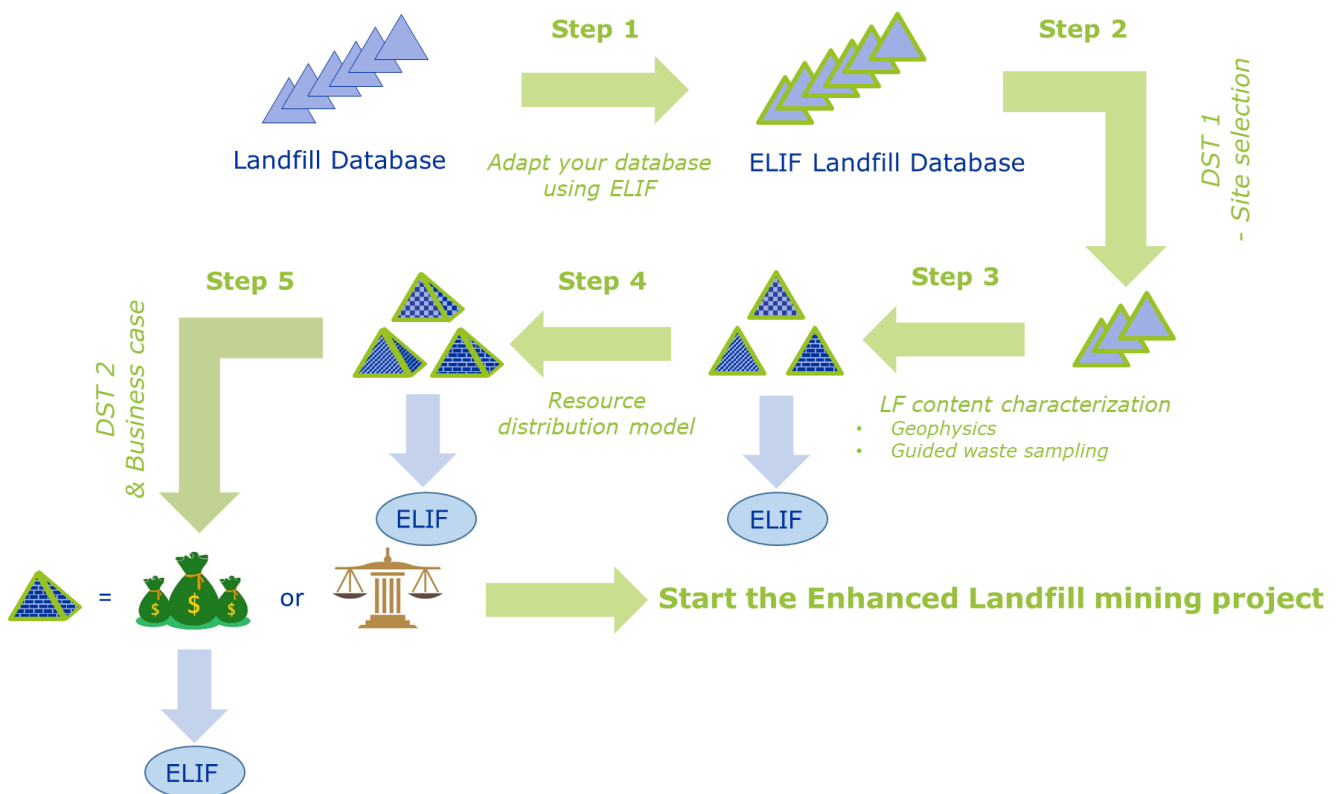 Step 1
Step 2
Landfill Database
Adapt your database
using ELIF
ELIF Landfill Database
DST 1
- Site selection
Step 5
Step 4
Step 3
DST 2
& Business case
Resource
distribution model
LF content characterization
• Geophysics
• Guided waste sampling
ELIF
ELIF
=
$
$
$
or
Start the Enhanced Landfill mining project
ELIF